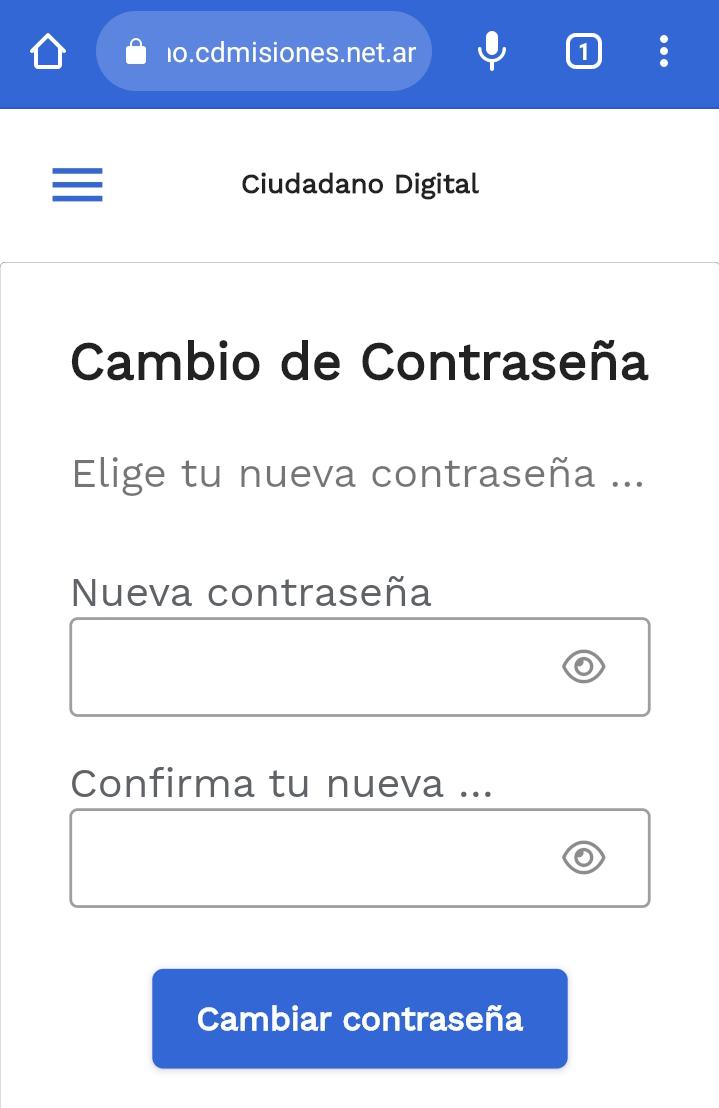 no.cdmisiones.net.ar
1
Ciudadano Digital
Cambio de Contraseña
Elige tu nueva contraseña ...
Nueva contraseña
Confirma tu nueva ...
Cambiar contraseña